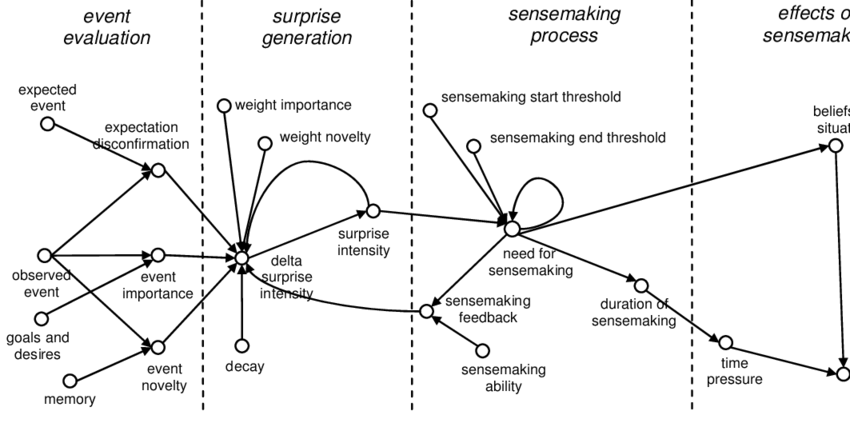 event
evaluation
surprise
generation
sensemaking
process
effects o
sensemak
expected
event
expectation
disconfirmation
observed
event
event
importance
goals and
desires
memory
event
novelty
weight importance
weight novelty
surprise
intensity
delta
surprise
intensity
decay
sensemaking start threshold
sensemaking end threshold
need for
sensemaking
sensemaking
feedback
sensemaking
ability
duration of
sensemaking
time
pressure
beliefs
situat